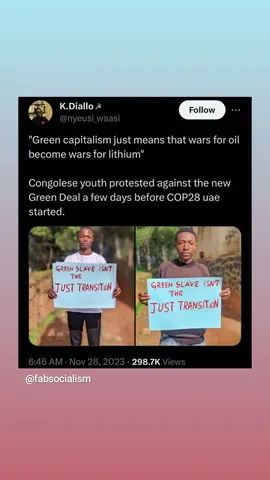 K.Diallo☭
@nyeusi_waasi
Follow
"Green capitalism just means that wars for oil
become wars for lithium"
Congolese youth protested against the new
Green Deal a few days before COP28 uae
started.
GREEN SLAVE ISN'T
THE
JUST TRANSITION
GREEN SLAVE ISN'T
THE
JUST TRANSITION
6:46 AM · Nov 28, 2023 · 298.7K Views
@fabsocialism